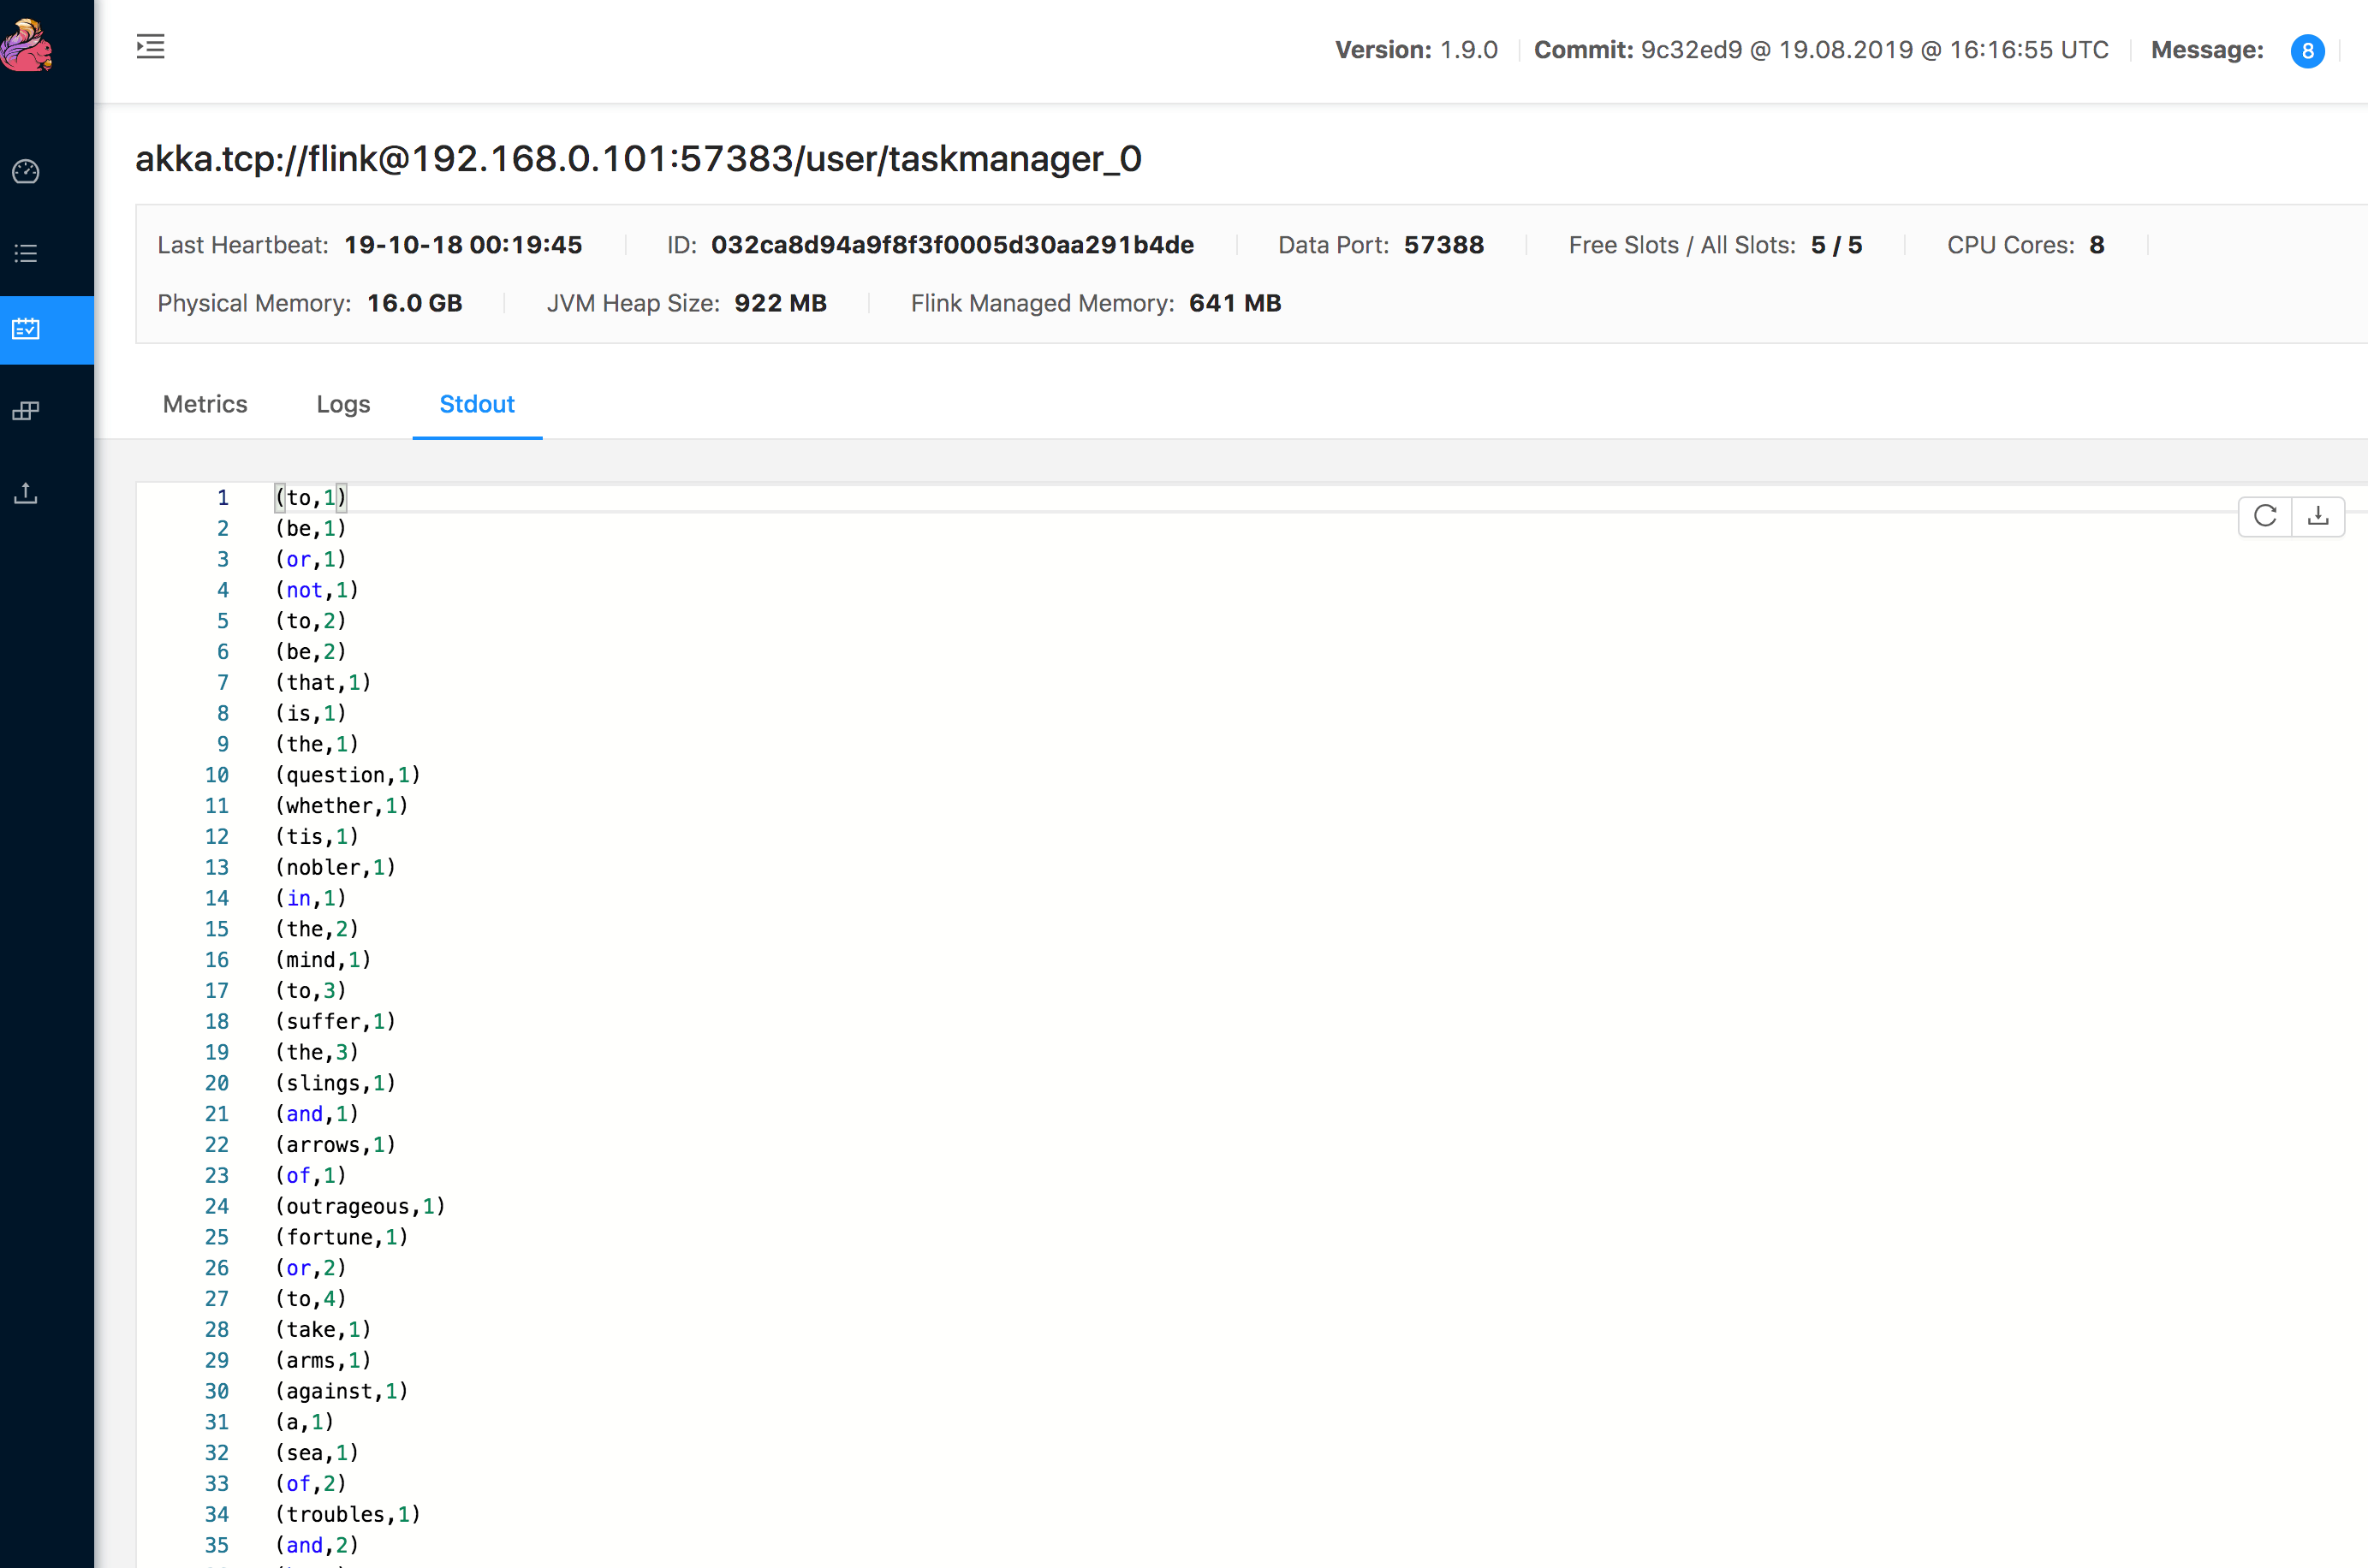 Version: 1.9.0 Commit: 9c32ed9 @ 19.08.2019 @ 16:16:55 UTC Message: 8
akka.tcp://flink@192.168.0.101:57383/user/taskmanager_0
Last Heartbeat: 19-10-18 00:19:45 ID: 032ca8d94a9f8f3f0005d30aa291b4de Data Port: 57388 Free Slots / All Slots: 5 / 5 CPU Cores: 8
Physical Memory: 16.0 GB JVM Heap Size: 922 MB Flink Managed Memory: 641 MB
Metrics Logs Stdout
1 (to,1)
2 (be,1)
3 (or,1)
4 (not,1)
5 (to,2)
6 (be,2)
7 (that,1)
8 (is,1)
9 (the,1)
10 (question,1)
11 (whether,1)
12 (tis,1)
13 (nobler,1)
14 (in,1)
15 (the,2)
16 (mind,1)
17 (to,3)
18 (suffer,1)
19 (the,3)
20 (slings,1)
21 (and,1)
22 (arrows,1)
23 (of,1)
24 (outrageous,1)
25 (fortune,1)
26 (or,2)
27 (to,4)
28 (take,1)
29 (arms,1)
30 (against,1)
31 (a,1)
32 (sea,1)
33 (of,2)
34 (troubles,1)
35 (and,2)